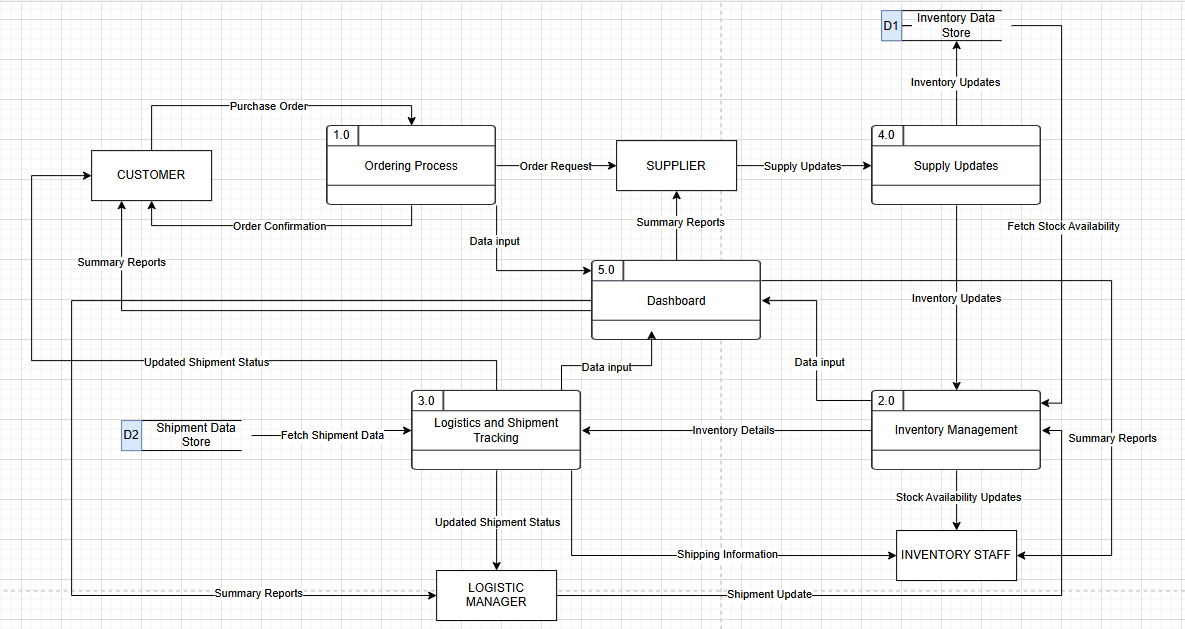 D1
Inventory Data
Store
Inventory Updates
Purchase Order
1.0
Ordering Process
Order Request
SUPPLIER
Supply Updates
4.0
Supply Updates
CUSTOMER
Order Confirmation
Summary Reports
Fetch Stock Availability
Data input
Summary Reports
5.0
Dashboard
Inventory Updates
Updated Shipment Status
Data input
Data input
3.0
Logistics and Shipment
Tracking
2.0
Inventory Management
D2
Shipment Data
Store
Fetch Shipment Data
Inventory Details
Summary Reports
Stock Availability Updates
Updated Shipment Status
Shipping Information
INVENTORY STAFF
Summary Reports
LOGISTIC
MANAGER
Shipment Update